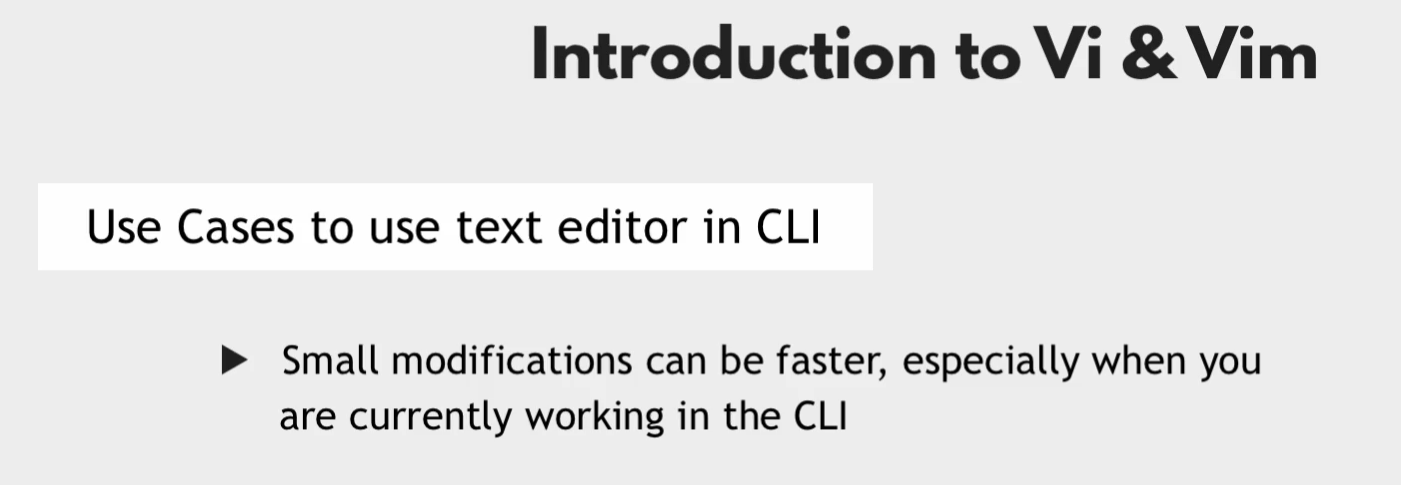 Introduction to Vi & Vim
Use Cases to use text editor in CLI
▶ Small modifications can be faster, especially when you
are currently working in the CLI